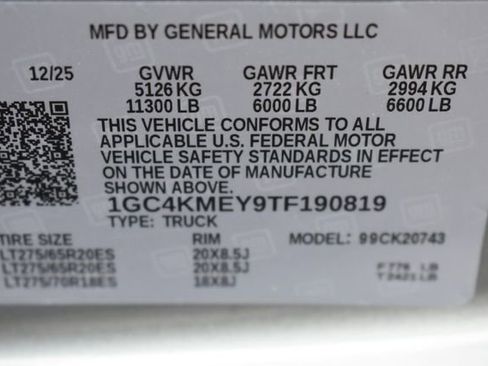 MFD BY GENERAL MOTORS LLC
12/25 GVWR GAWR FRT GAWR RR
5126 KG 2722 KG 2994 KG
11300 LB 6000 LB 6600 LB
THIS VEHICLE CONFORMS TO ALL
APPLICABLE U.S. FEDERAL MOTOR
VEHICLE SAFETY STANDARDS IN EFFECT
ON THE DATE OF MANUFACTURE
SHOWN ABOVE.
1GC4KMEY9TF190819
TYPE: TRUCK
TIRE SIZE RIM MODEL: 99CK20743
LT275/65R20ES 20X8.5J
LT275/65R20ES 20X8.5J
LT275/70R18ES 18X8J